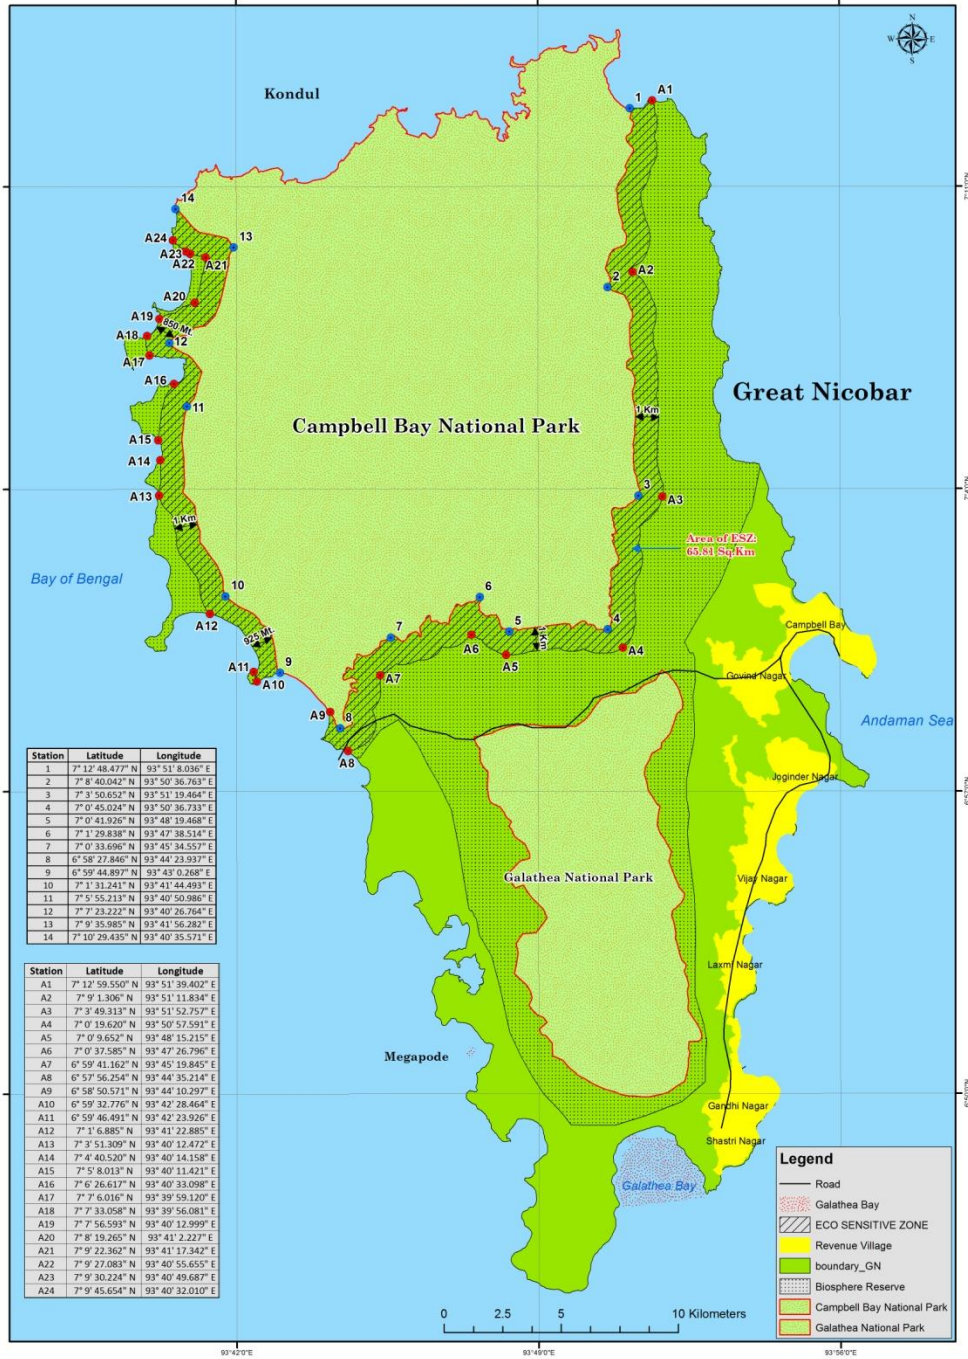 N
W E
S
Kondul
1
A1
14
13
A24
A23
A22
A21
A2
2
A20
A19
850 Mt.
A18
12
A17
A16
11
Great Nicobar
1 Km
Campbell Bay National Park
A15
A14
A13
3
A3
1 Km
Area of ESZ:
65.81 Sq.Km
Bay of Bengal
10
6
A12
925 Mt.
7
5
4
A6
1 Km
A5
A4
Campbell Bay
A11
9
A10
A7
Govind Nagar
A9
8
A8
Andaman Sea
Joginder Nagar
Galathea National Park
Vijay Nagar
Laxmi Nagar
Megapode
Gandhi Nagar
Shastri Nagar
Galathea Bay
Station Latitude Longitude
1 7° 12' 48.477" N 93° 51' 8.036" E
2 7° 8' 40.042" N 93° 50' 36.763" E
3 7° 3' 50.652" N 93° 51' 19.464" E
4 7° 0' 45.024" N 93° 50' 36.733" E
5 7° 0' 41.926" N 93° 48' 19.468" E
6 7° 1' 29.838" N 93° 47' 38.514" E
7 7° 0' 33.696" N 93° 45' 34.557" E
8 6° 58' 27.846" N 93° 44' 23.937" E
9 6° 59' 44.897" N 93° 43' 0.268" E
10 7° 1' 31.241" N 93° 41' 44.493" E
11 7° 5' 55.213" N 93° 40' 50.986" E
12 7° 7' 23.222" N 93° 40' 26.764" E
13 7° 9' 35.985" N 93° 41' 56.282" E
14 7° 10' 29.435" N 93° 40' 35.571" E
Station Latitude Longitude
A1 7° 12' 59.550" N 93° 51' 39.402" E
A2 7° 9' 1.306" N 93° 51' 11.834" E
A3 7° 3' 49.313" N 93° 51' 52.757" E
A4 7° 0' 19.620" N 93° 50' 57.591" E
A5 7° 0' 9.652" N 93° 48' 15.215" E
A6 7° 0' 37.585" N 93° 47' 26.796" E
A7 6° 59' 41.162" N 93° 45' 19.845" E
A8 6° 57' 56.254" N 93° 44' 35.214" E
A9 6° 58' 50.571" N 93° 44' 10.297" E
A10 6° 59' 32.776" N 93° 42' 28.464" E
A11 6° 59' 46.491" N 93° 42' 23.926" E
A12 7° 1' 6.885" N 93° 41' 22.885" E
A13 7° 3' 51.309" N 93° 40' 12.472" E
A14 7° 4' 40.520" N 93° 40' 14.158" E
A15 7° 5' 8.013" N 93° 40' 11.421" E
A16 7° 6' 26.617" N 93° 40' 33.098" E
A17 7° 7' 6.016" N 93° 39' 59.120" E
A18 7° 7' 33.058" N 93° 39' 56.081" E
A19 7° 7' 56.593" N 93° 40' 12.999" E
A20 7° 8' 19.265" N 93° 41' 2.227" E
A21 7° 9' 22.362" N 93° 41' 17.342" E
A22 7° 9' 27.083" N 93° 40' 55.655" E
A23 7° 9' 30.224" N 93° 40' 49.687" E
A24 7° 9' 45.654" N 93° 40' 32.010" E
Legend
Road
Galathea Bay
ECO SENSITIVE ZONE
Revenue Village
boundary_GN
Biosphere Reserve
Campbell Bay National Park
Galathea National Park
0 2.5 5 10 Kilometers
93°42'0"E 93°49'0"E 93°56'0"E